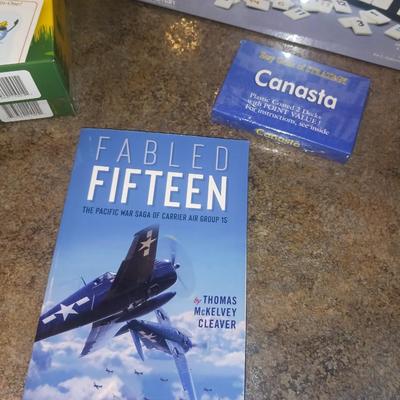 Canasta
Plastic Coated 2 Decks
with POINT VALUE!
For instructions, see inside
Canasta
FABLED
FIFTEEN
THE PACIFIC WAR SAGA OF CARRIER AIR GROUP 15
by THOMAS
McKELVEY
CLEAVER